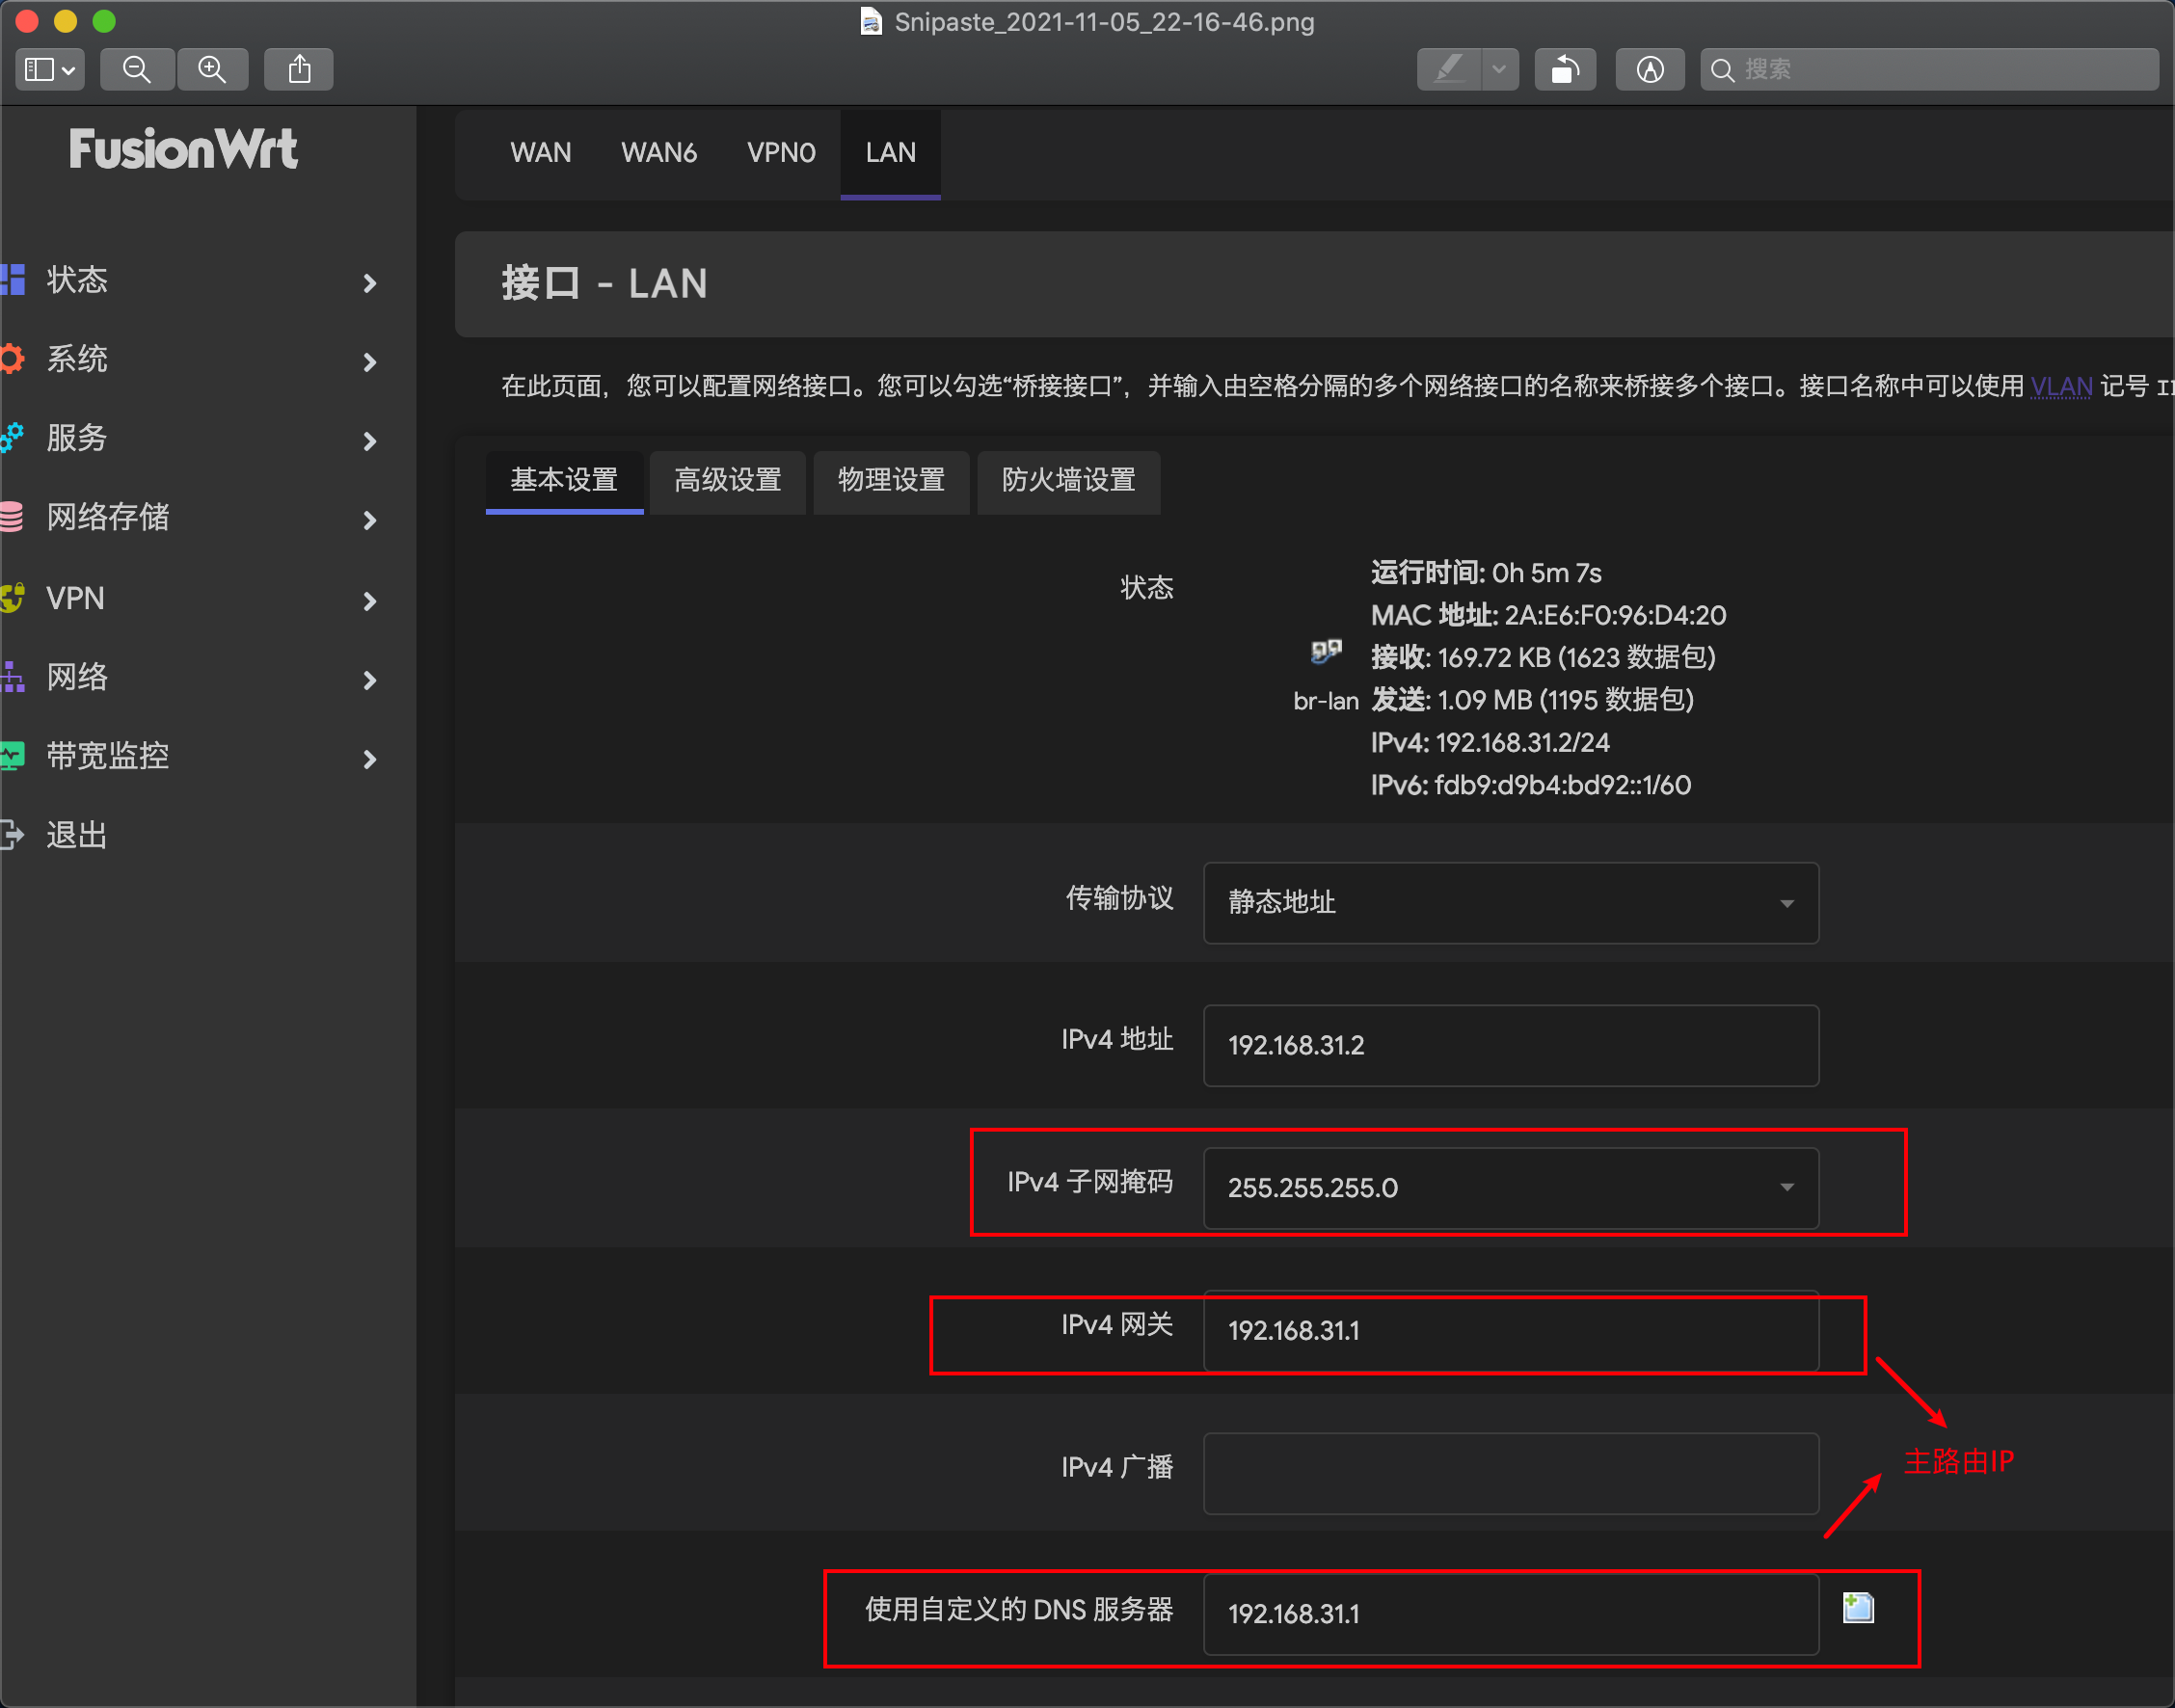 Snipaste_2021-11-05_22-16-46.png
搜索
FusionWrt
WAN WAN6 VPN0 LAN
接口 - LAN
状态
系统
服务
网络存储
VPN
网络
带宽监控
退出
在此页面，您可以配置网络接口。您可以勾选“桥接接口”，并输入由空格分隔的多个网络接口的名称来桥接多个接口。接口名称中可以使用 VLAN 记号
基本设置 高级设置 物理设置 防火墙设置
状态
br-lan
运行时间: 0h 5m 7s
MAC 地址: 2A:E6:F0:96:D4:20
接收: 169.72 KB (1623 数据包)
发送: 1.09 MB (1195 数据包)
IPv4: 192.168.31.2/24
IPv6: fdb9:d9b4:bd92::1/60
传输协议 静态地址
IPv4 地址 192.168.31.2
IPv4 子网掩码 255.255.255.0
IPv4 网关 192.168.31.1
IPv4 广播
主路由IP
使用自定义的 DNS 服务器 192.168.31.1